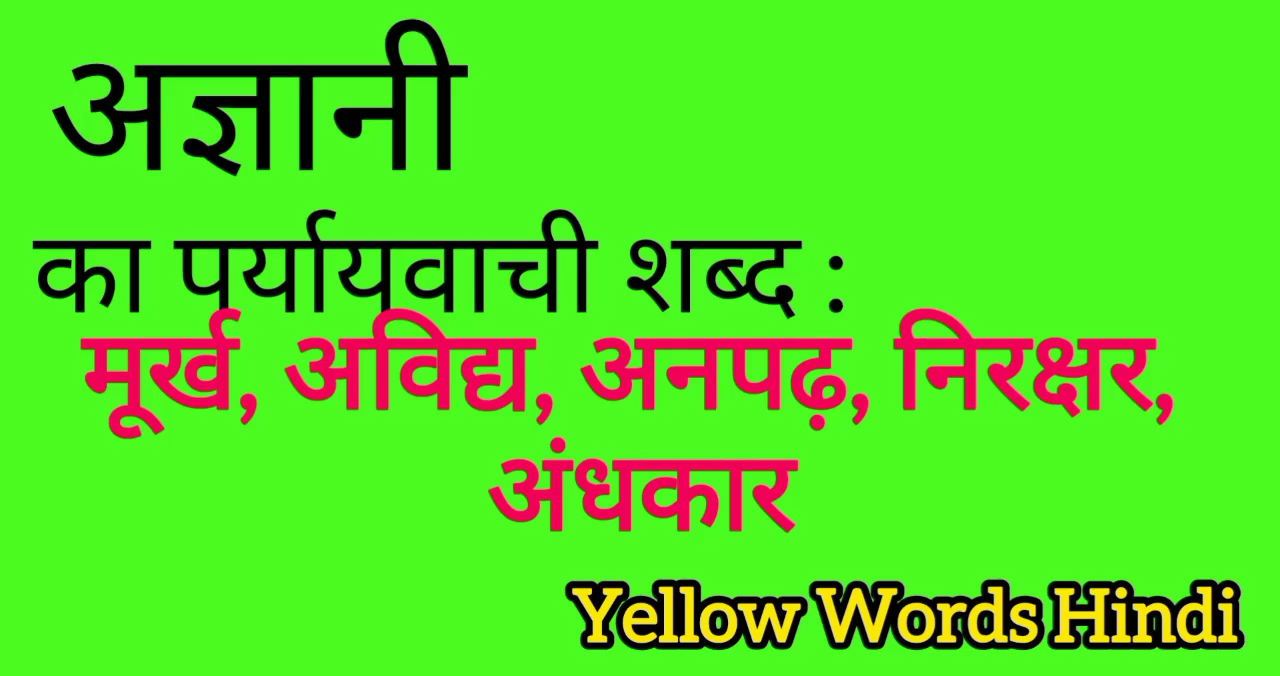 अज्ञानी
का पर्यायवाची शब्द :
मूर्ख, अविद्य, अनपढ़, निरक्षर,
अंधकार
Yellow Words Hindi